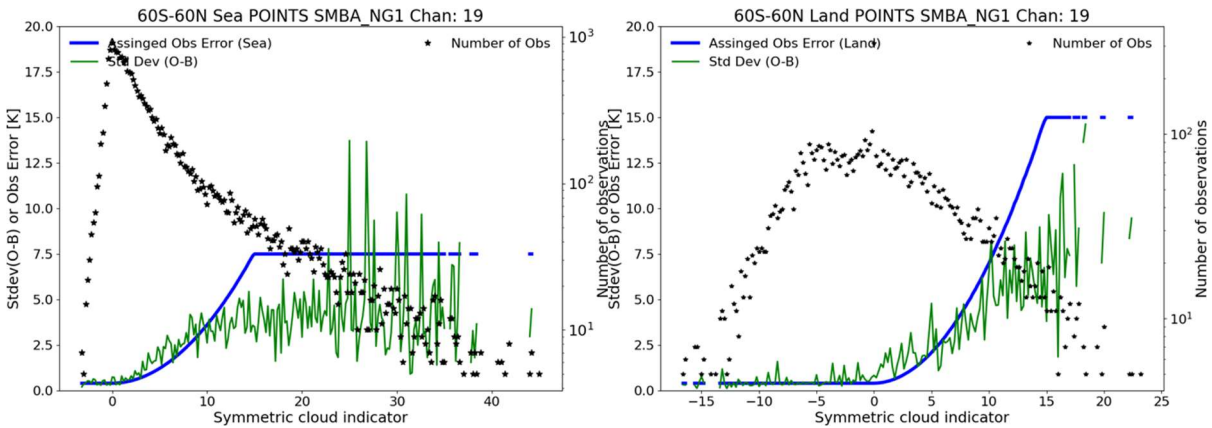 60S-60N Sea POINTS SMBA_NG1 Chan: 19
Assinged Obs Error (Sea)
Std Dev (O-B)
Number of Obs
Stdev(O-B) or Obs Error [K]
20.0
17.5
15.0
12.5
10.0
7.5
5.0
2.5
0.0
0
10
20
30
40
Symmetric cloud indicator
10³
10²
10¹
Number of observations
60S-60N Land POINTS SMBA_NG1 Chan: 19
Assinged Obs Error (Land)
Std Dev (O-B)
Number of Obs
Stdev(O-B) or Obs Error [K]
20.0
17.5
15.0
12.5
10.0
7.5
5.0
2.5
0.0
−15
−10
−5
0
5
10
15
20
25
Symmetric cloud indicator
10²
10¹
Number of observations